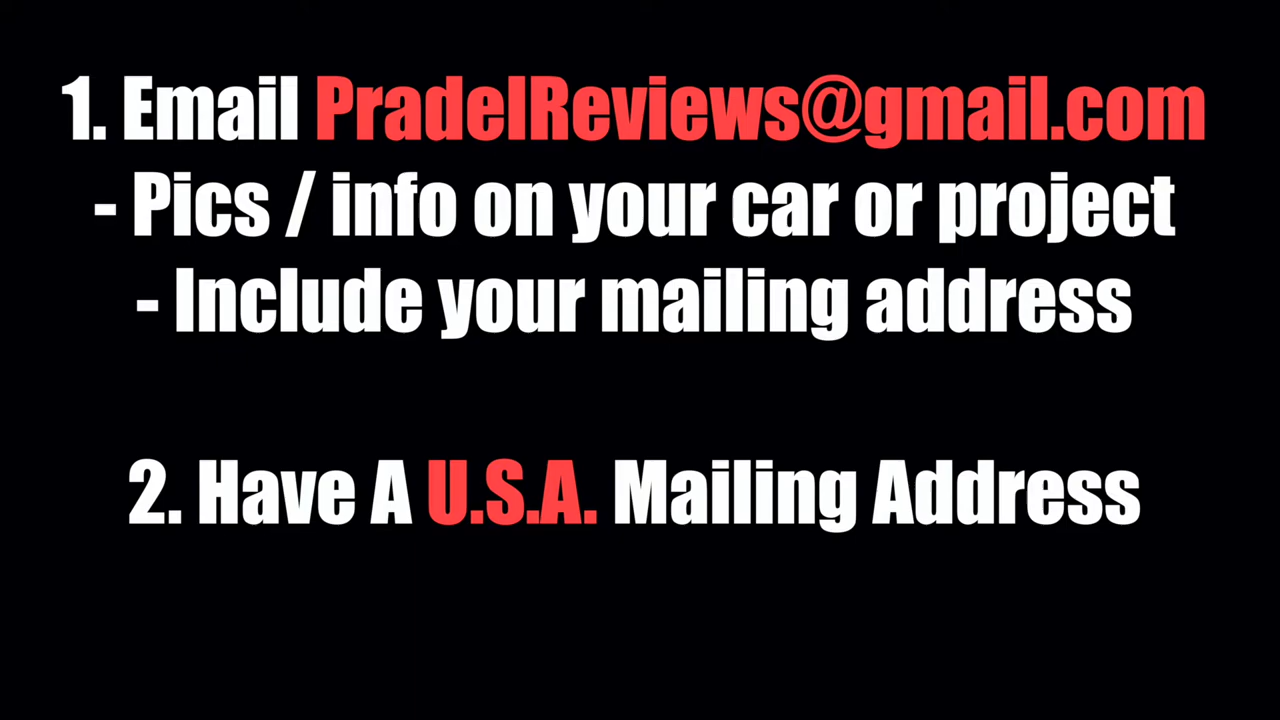 1. Email PradelReviews@gmail.com
- Pics / info on your car or project
- Include your mailing address
2. Have A U.S.A. Mailing Address